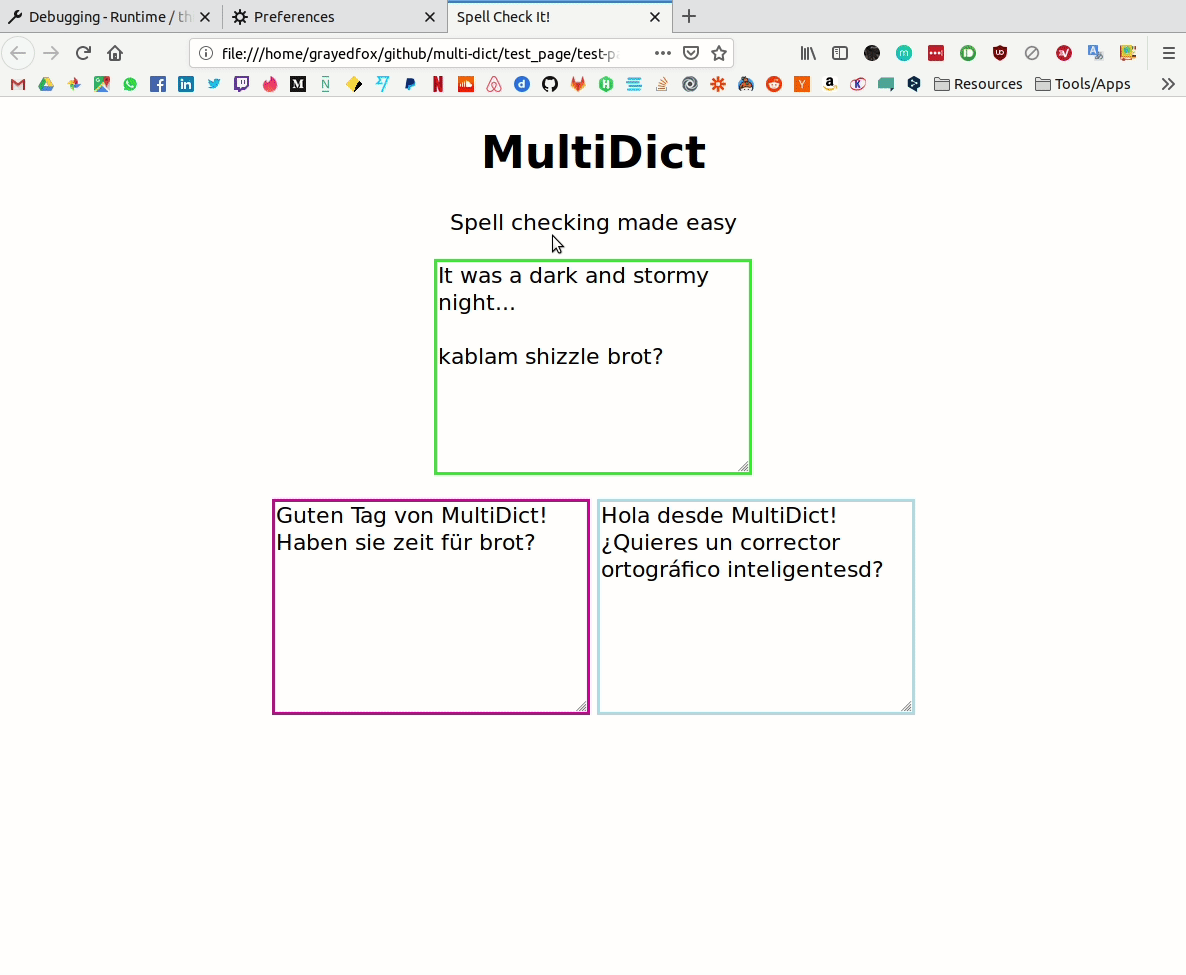 Debugging - Runtime / th
Preferences
Spell Check It!
file:///home/grayedfox/github/multi-dict/test_page/test-pa
Resources
Tools/Apps
MultiDict
Spell checking made easy
It was a dark and stormy
night...
kablam shizzle brot?
Guten Tag von MultiDict!
Haben sie zeit für brot?
Hola desde MultiDict!
¿Quieres un corrector
ortográfico inteligentesd?